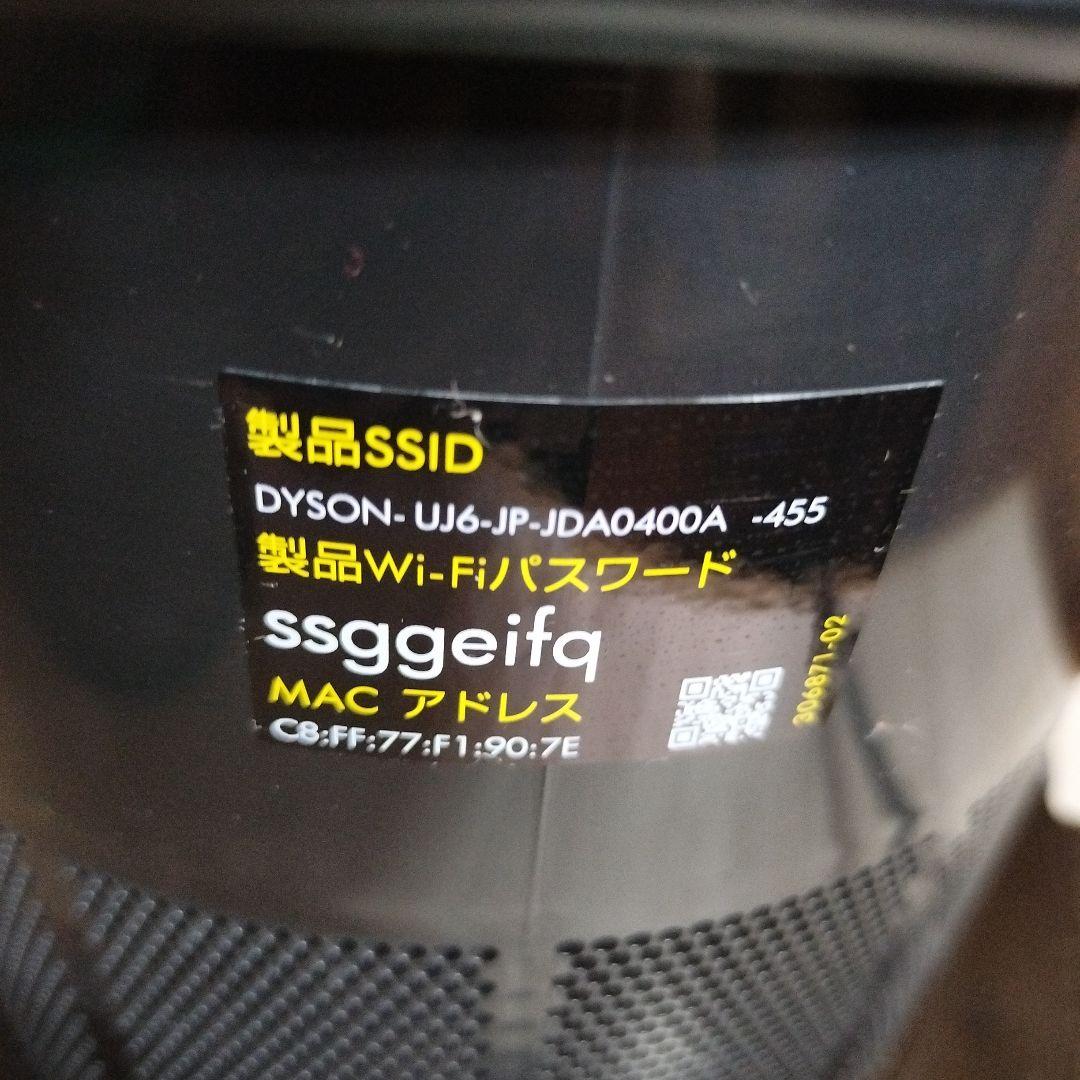 製品SSID
DYSON-UJ6-JP-JDA0400A -455
製品Wi-Fiパスワード
ssggeifq
MAC アドレス
C8:FF:77:F1:90:7E
306871-02